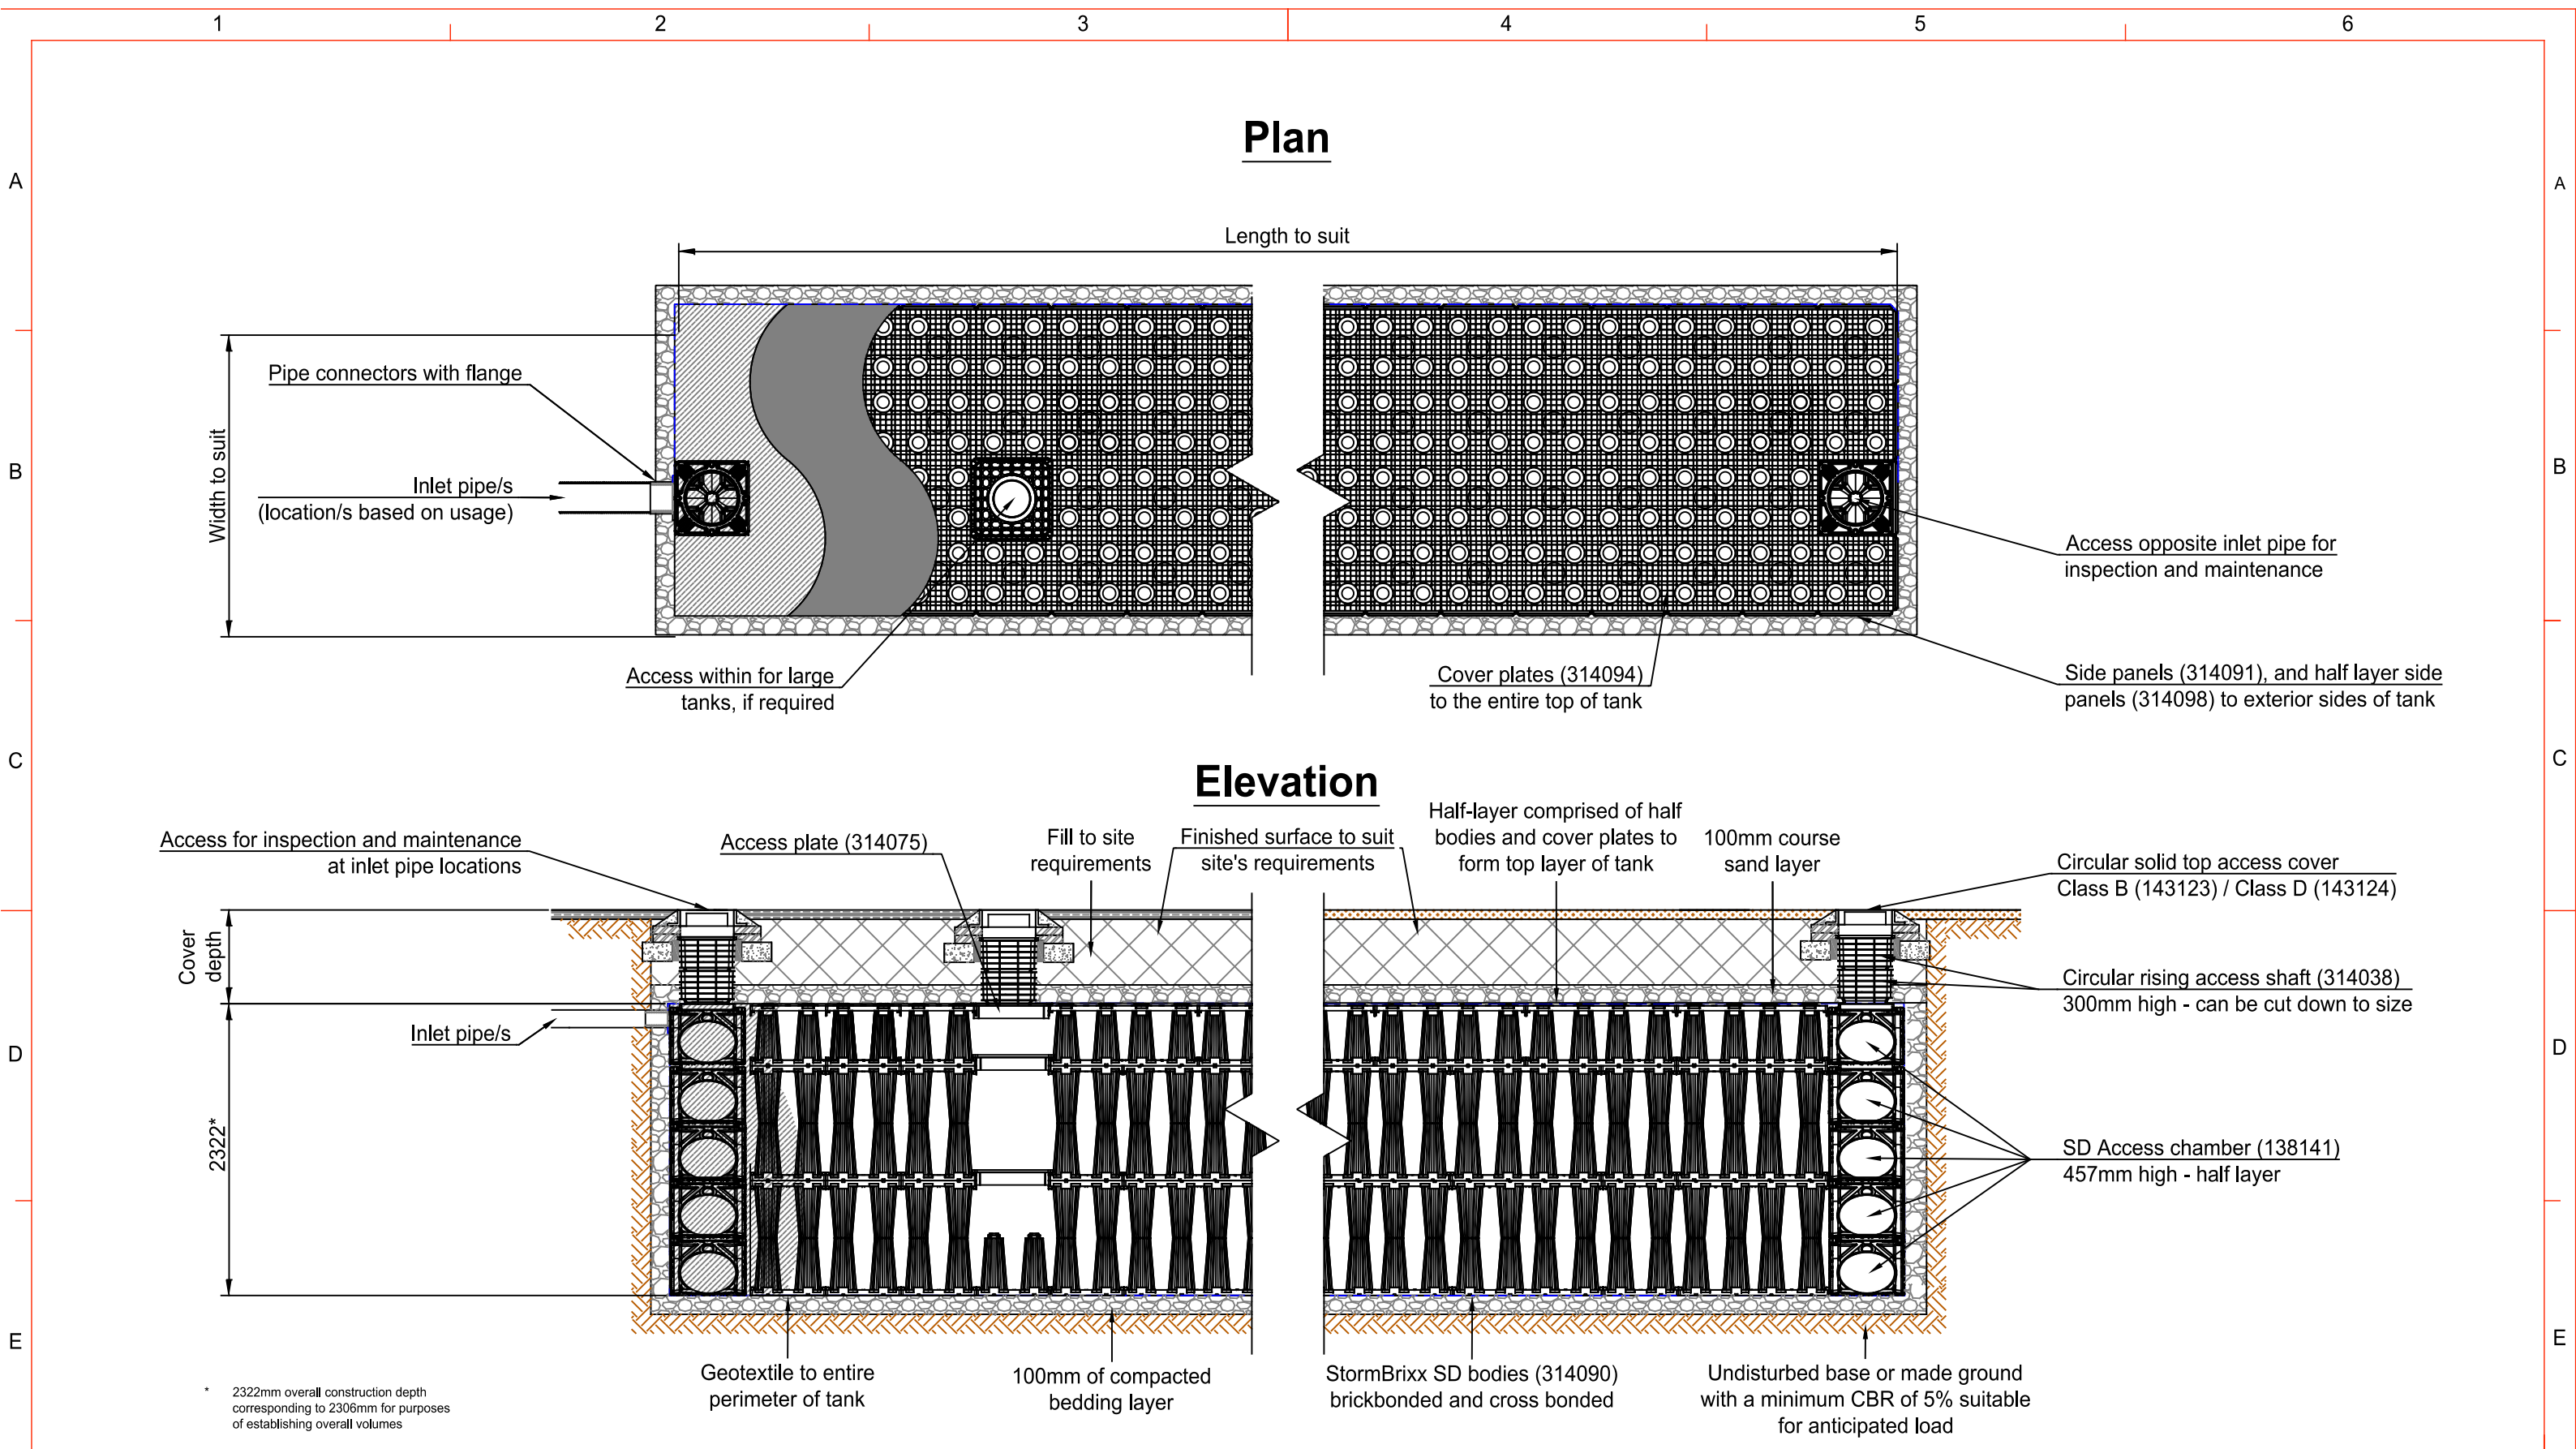 1 2 3 4 5 6
Plan
A A
Length to suit
Pipe connectors with flange
Width to suit
B B
Inlet pipe/s
(location/s based on usage)
Access opposite inlet pipe for
inspection and maintenance
Access within for large
tanks, if required
Cover plates (314094)
to the entire top of tank
Side panels (314091), and half layer side
panels (314098) to exterior sides of tank
C C
Elevation
Access for inspection and maintenance
at inlet pipe locations
Access plate (314075)
Fill to site
requirements
Finished surface to suit
site's requirements
Half-layer comprised of half
bodies and cover plates to
form top layer of tank
100mm course
sand layer
Circular solid top access cover
Class B (143123) / Class D (143124)
Cover
depth
Circular rising access shaft (314038)
300mm high - can be cut down to size
Inlet pipe/s
D D
2322*
SD Access chamber (138141)
457mm high - half layer
E E
Geotextile to entire
perimeter of tank
100mm of compacted
bedding layer
StormBrixx SD bodies (314090)
brickbonded and cross bonded
Undisturbed base or made ground
with a minimum CBR of 5% suitable
for anticipated load
* 2322mm overall construction depth
corresponding to 2306mm for purposes
of establishing overall volumes